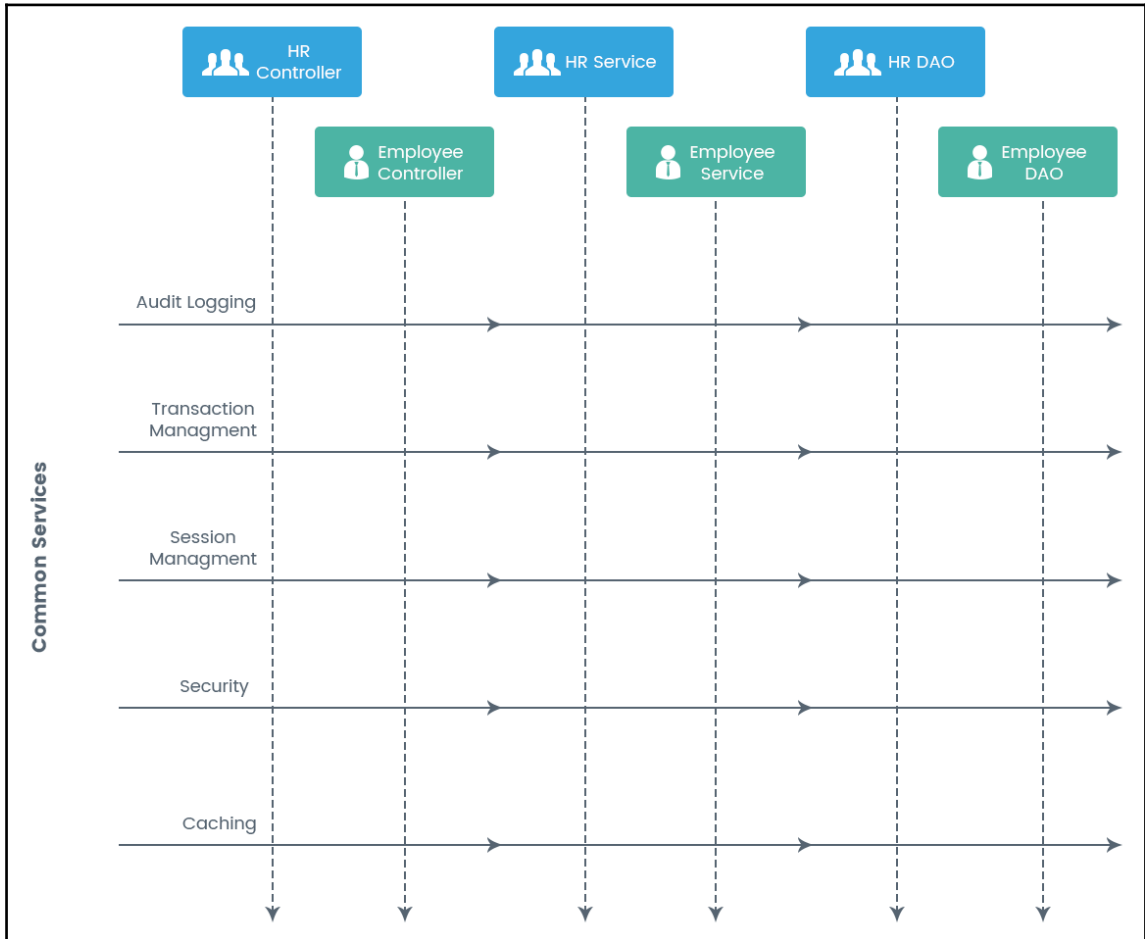 HR
Controller
HR Service
HR DAO
Employee
Controller
Employee
Service
Employee
DAO
Common Services
Audit Logging
Transaction
Managment
Session
Managment
Security
Caching